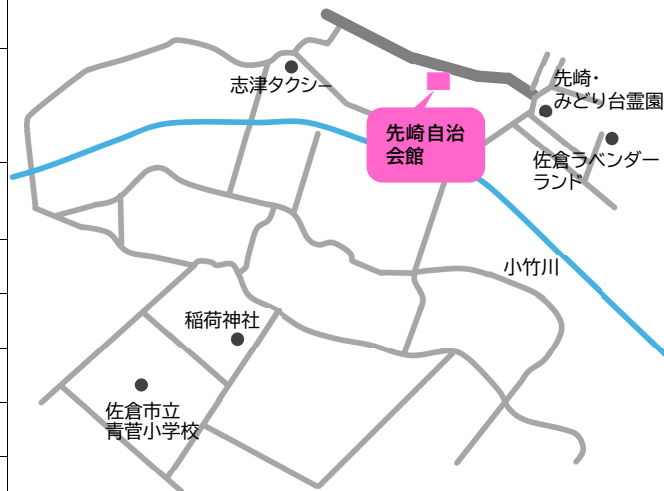 志津タクシー
先崎・
みどり台霊園
先崎自治
会館
佐倉ラベンダー
ランド
小竹川
稲荷神社
佐倉市立
青菅小学校